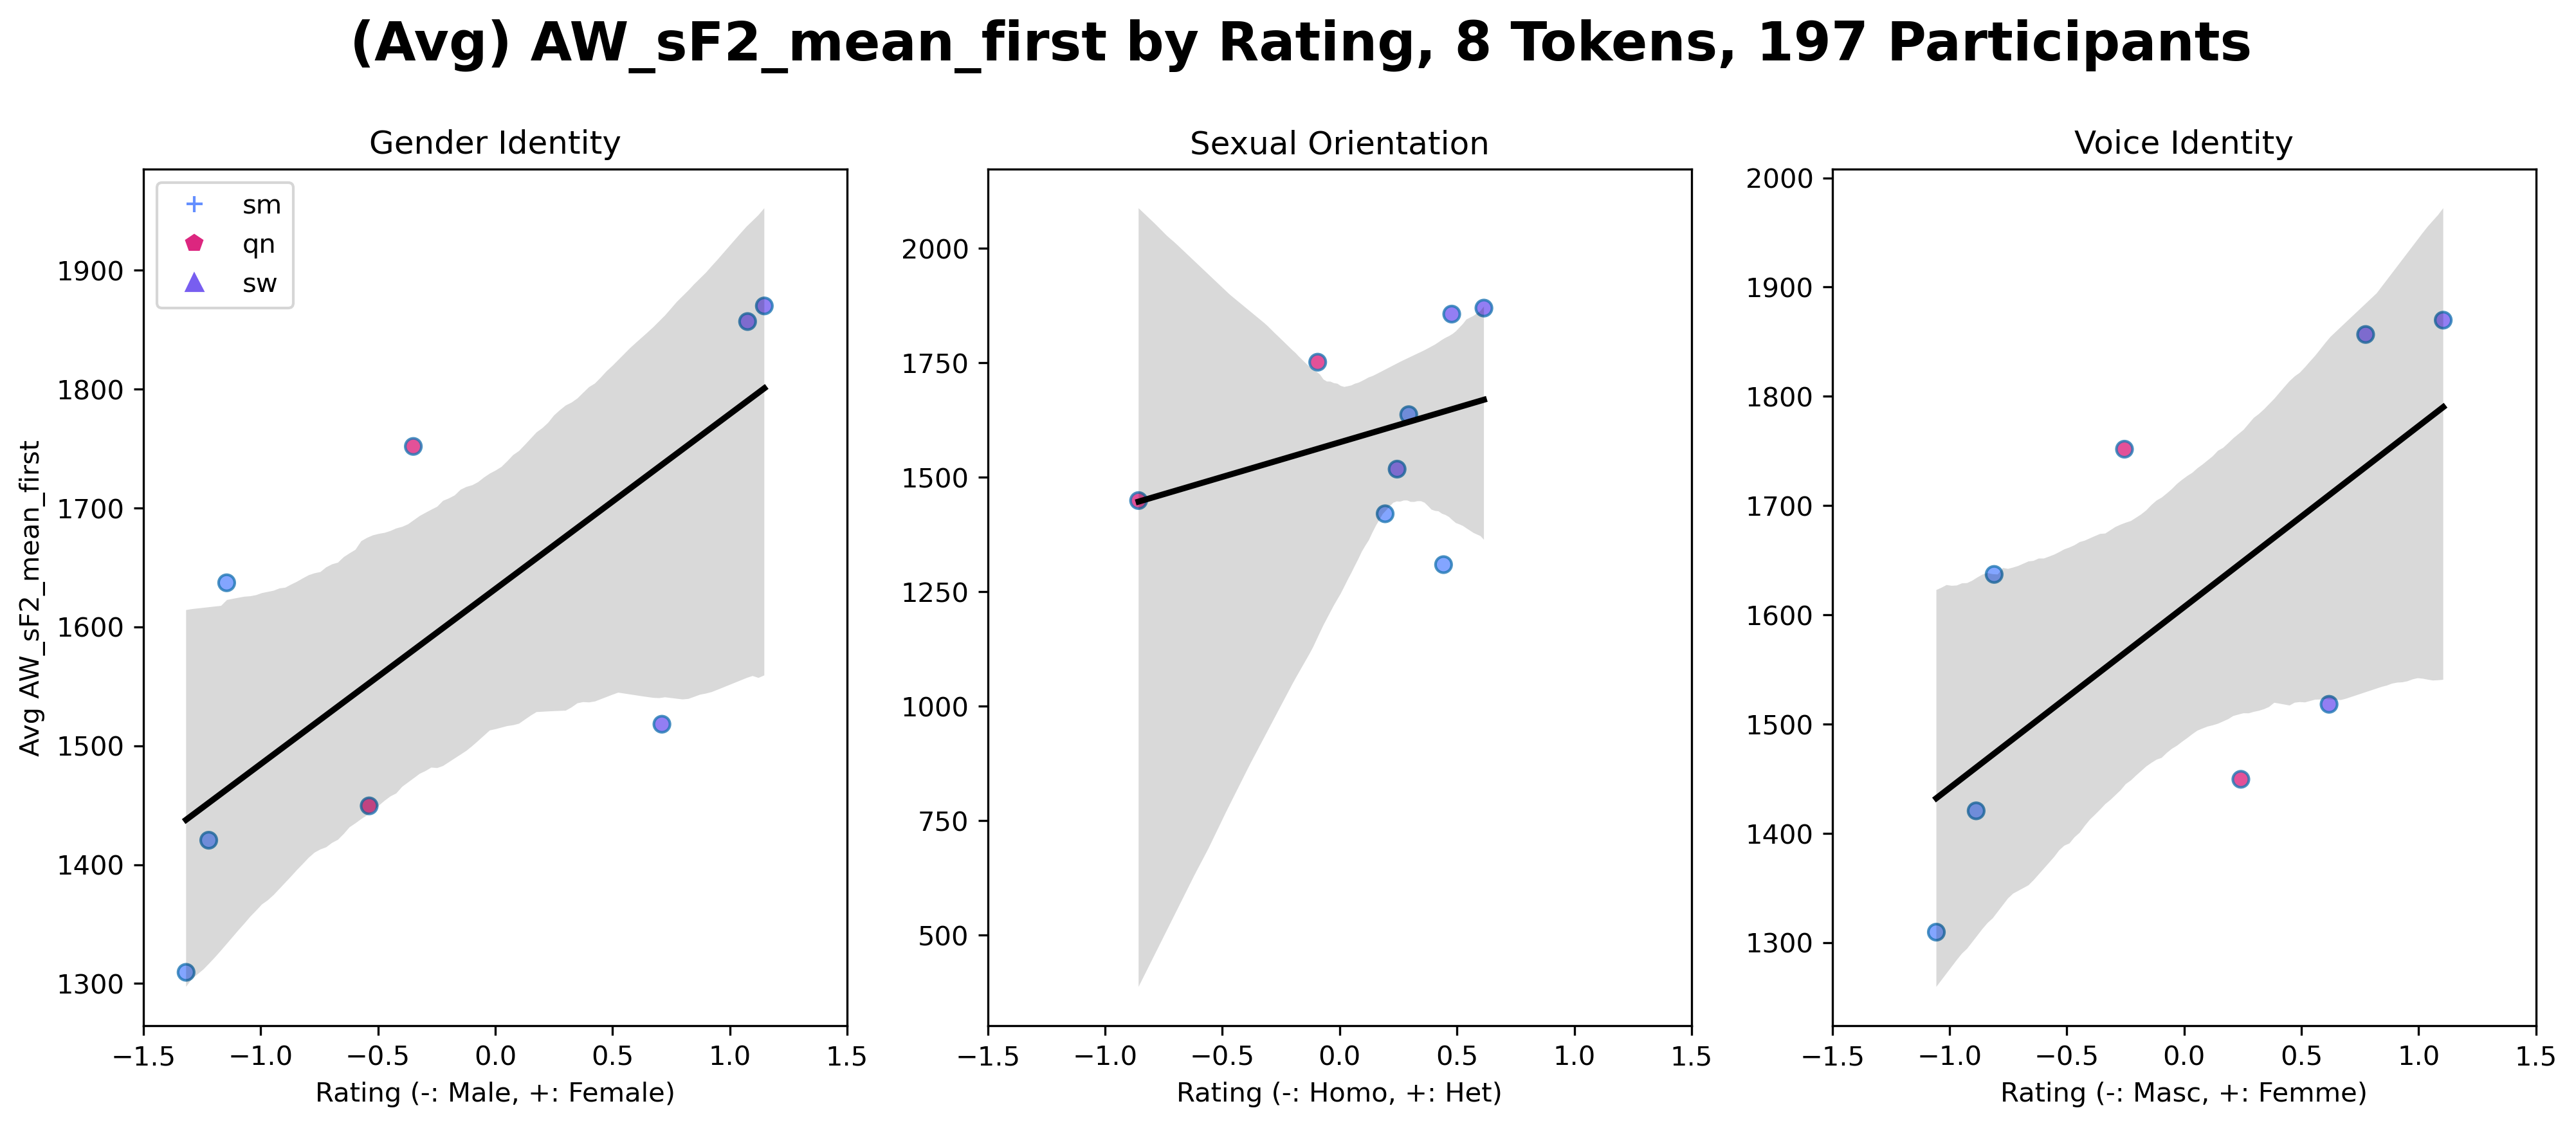 (Avg) AW_sF2_mean_first by Rating, 8 Tokens, 197 Participants
Gender Identity
Sexual Orientation
Voice Identity
sm
qn
sw
Avg AW_sF2_mean_first
1900
1800
1700
1600
1500
1400
1300
−1.5 −1.0 −0.5 0.0 0.5 1.0 1.5
Rating (-: Male, +: Female)
2000
1750
1500
1250
1000
750
500
−1.5 −1.0 −0.5 0.0 0.5 1.0 1.5
Rating (-: Homo, +: Het)
2000
1900
1800
1700
1600
1500
1400
1300
−1.5 −1.0 −0.5 0.0 0.5 1.0 1.5
Rating (-: Masc, +: Femme)